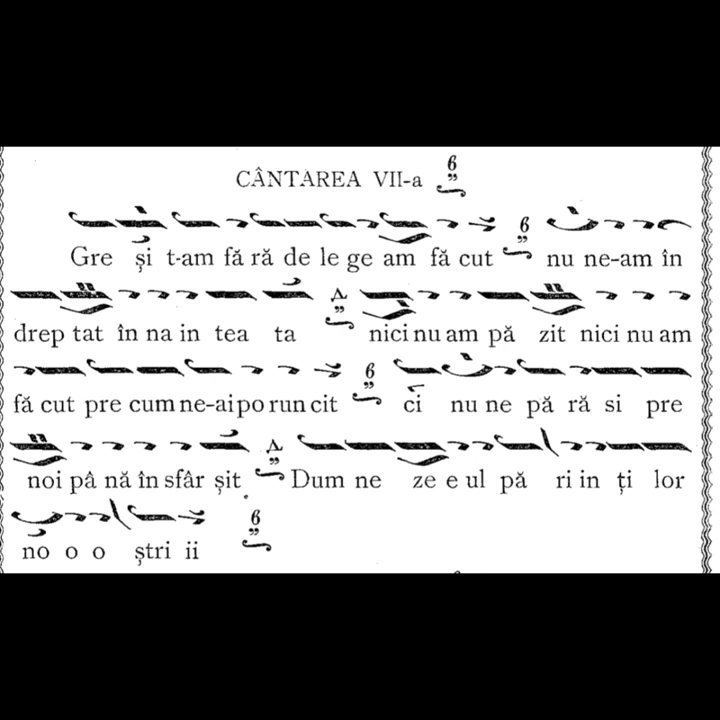 CÂNTAREA VII-a
Gre și t-am fă ră de le ge am fă cut nu ne-am în
drep tat în na in tea ta nici nu am pă zit nici nu am
fă cut pre cum ne-ai po run cit ci nu ne pă ră si pre
noi pâ nă în sfâr șit Dum ne ze e ul pă ri in ți lor
no o o ștri ii